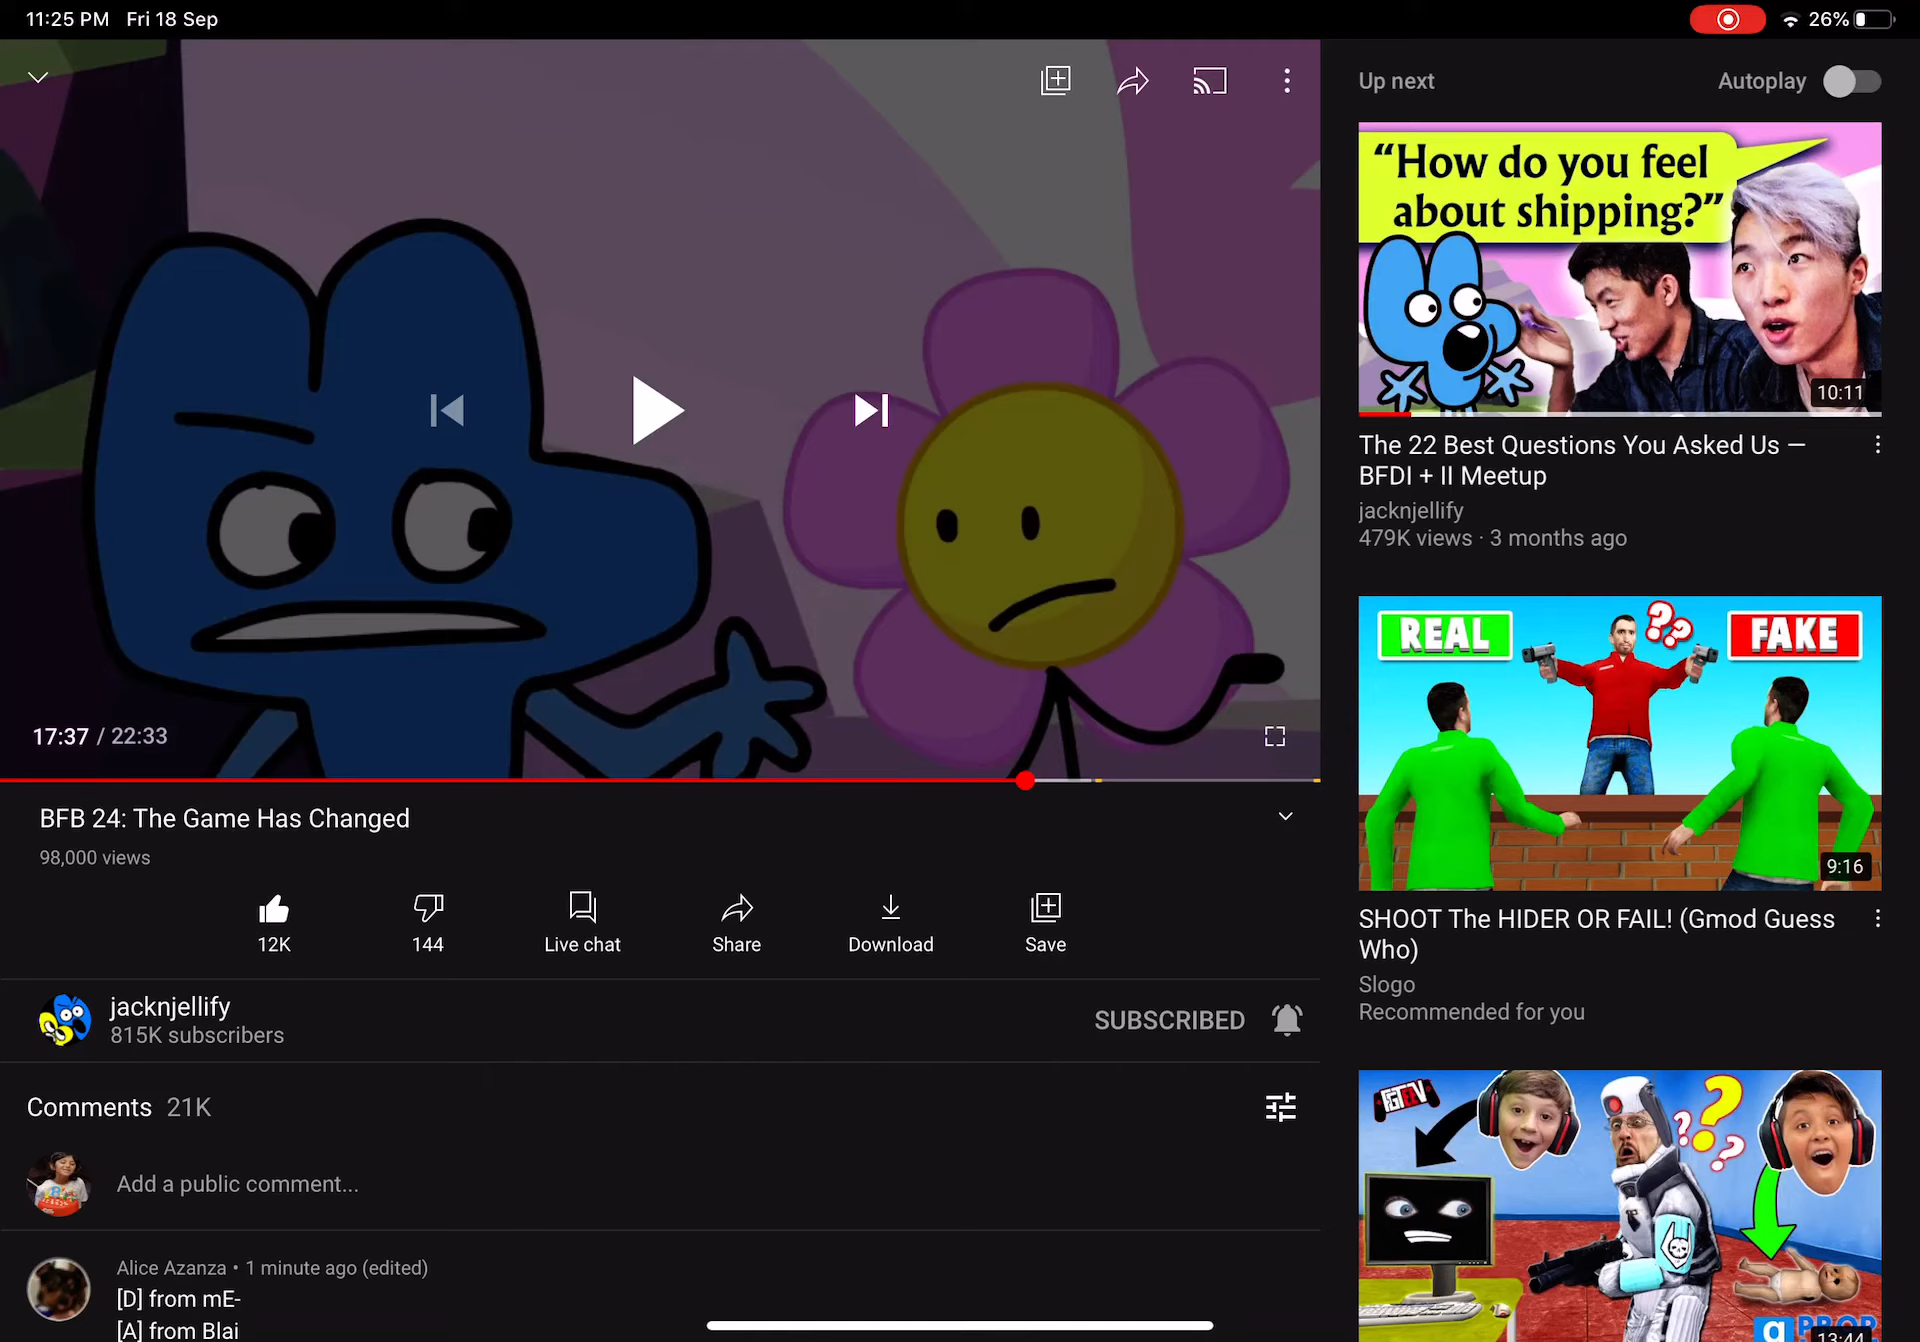 11:25 PM Fri 18 Sep
26%
17:37 / 22:33
BFB 24: The Game Has Changed
98,000 views
12K
144
Live chat
Share
Download
Save
jacknjellify
815K subscribers
SUBSCRIBED
Comments 21K
Add a public comment...
Alice Azanza • 1 minute ago (edited)
[D] from mE-
[A] from Blai
Up next
Autoplay
“How do you feel
about shipping?”
10:11
The 22 Best Questions You Asked Us —
BFDI + II Meetup
jacknjellify
479K views · 3 months ago
REAL
??
FAKE
9:16
SHOOT The HIDER OR FAIL! (Gmod Guess
Who)
Slogo
Recommended for you
FGTEEV
???
g PROP
13:44